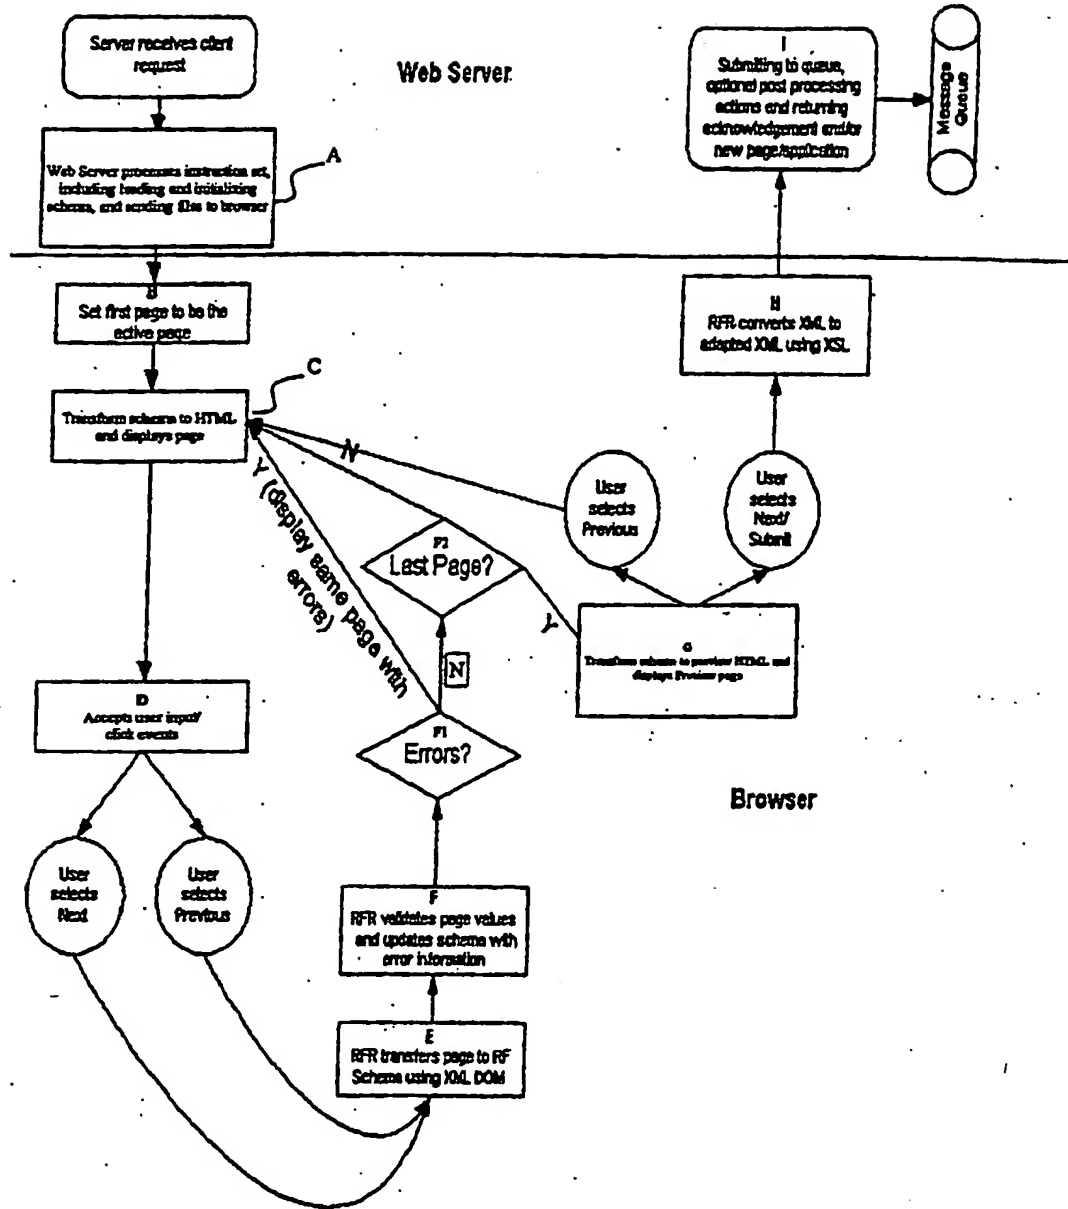 Server receives client
request
Web Server
I
Submitting to queue,
optional post processing
actions and returning
acknowledgement and/or
new page/application
Message
Queue
Web Server processes instruction set,
including loading and initializing
schema, and sending files to browser
A
B
Set first page to be the
active page
H
RFR converts XML to
adapted XML using XSL
C
Transform schema to HTML
and displays page
N
Y (display same page with
errors)
User
selects
Previous
User
selects
Next/
Submit
F2
Last Page?
Y
G
Transform schema to preview HTML and
displays Preview page
N
D
Accepts user input/
click events
F1
Errors?
Browser
User
selects
Next
User
selects
Previous
F
RFR validates page values
and updates schema with
error information
E
RFR transfers page to RF
Schema using XML DOM